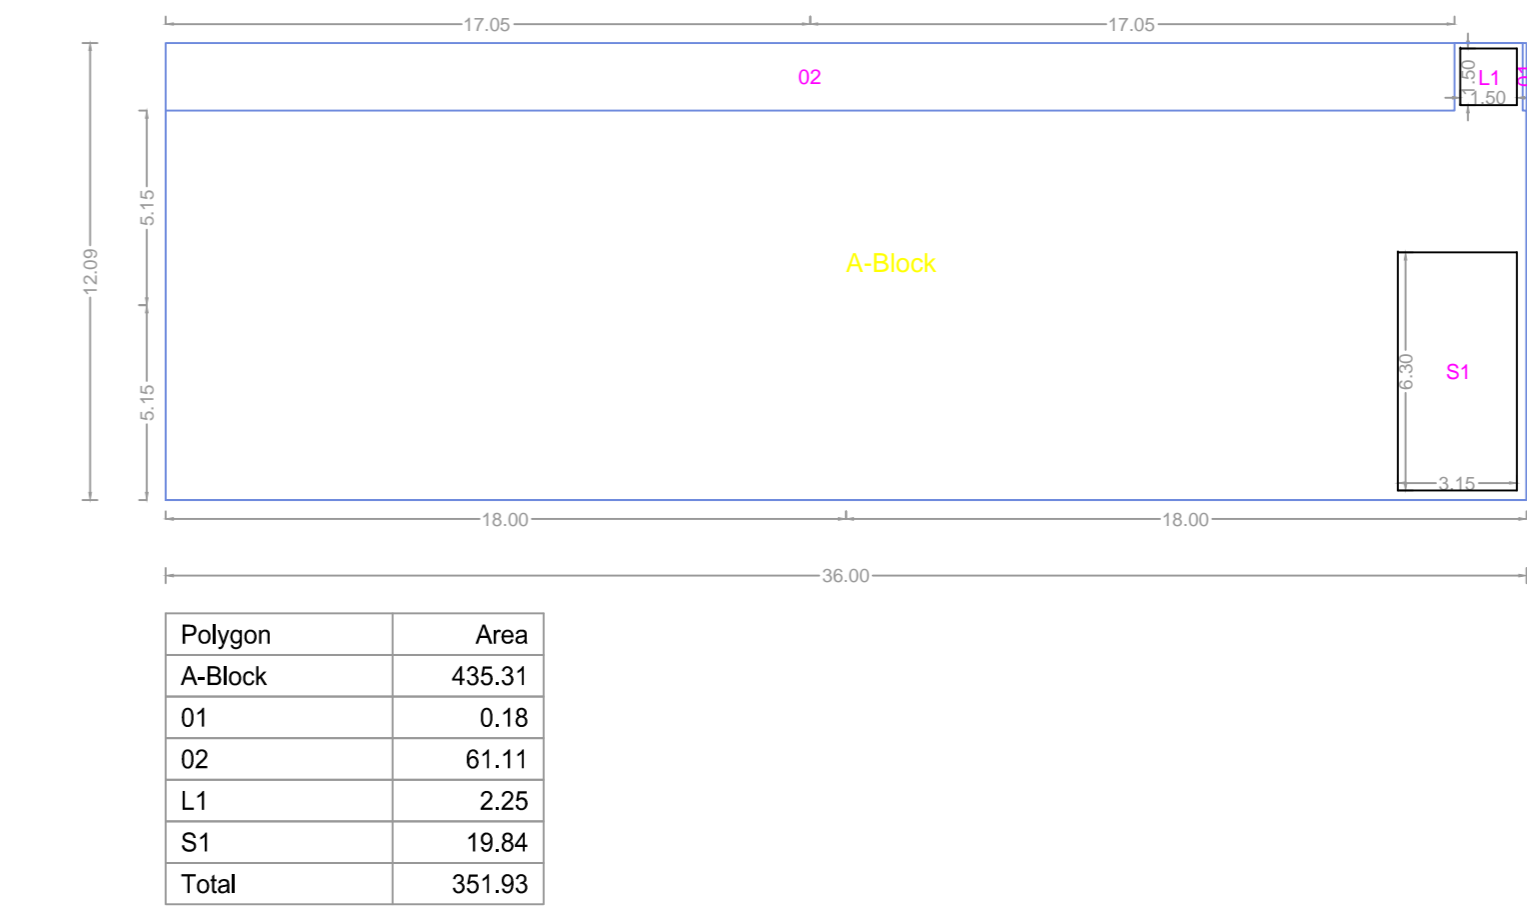 17.05 17.05
02
1.50
L1
01
1.50
5.15
12.09
A-Block
6.30
S1
5.15
3.15
18.00 18.00
36.00
Polygon Area
A-Block 435.31
01 0.18
02 61.11
L1 2.25
S1 19.84
Total 351.93